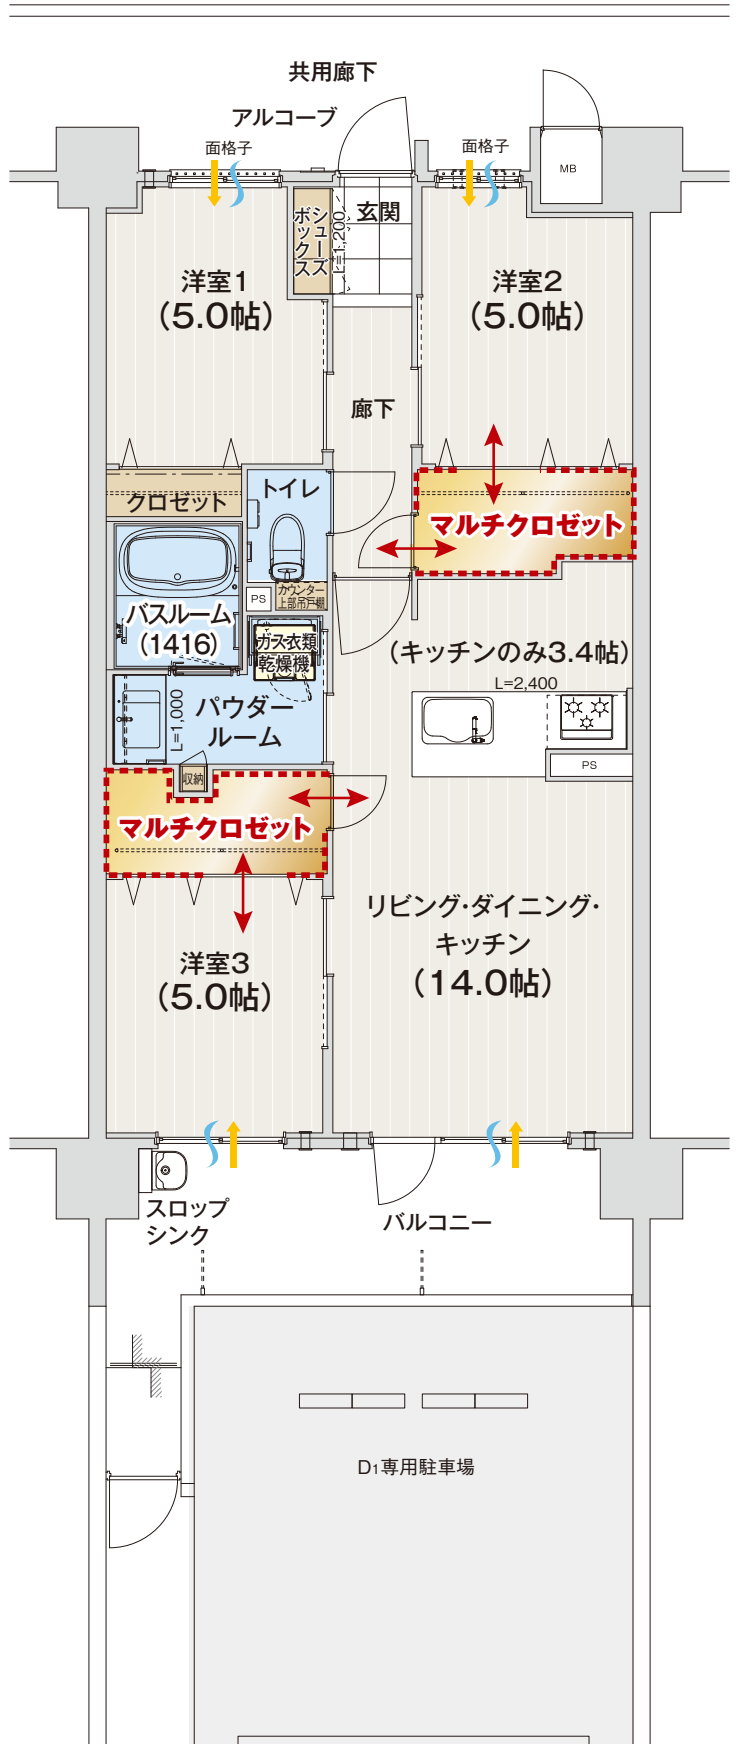 共用廊下
アルコーブ
面格子
面格子
MB
シューズ
ボックス
L=1,200
玄関
洋室1
(5.0帖)
洋室2
(5.0帖)
廊下
クロゼット
トイレ
マルチクロゼット
PS
カウンター
上部吊戸棚
バスルーム
(1416)
ガス衣類
乾燥機
(キッチンのみ3.4帖)
L=2,400
L=1,000
パウダー
ルーム
PS
収納
マルチクロゼット
リビング・ダイニング・
キッチン
(14.0帖)
洋室3
(5.0帖)
スロップ
シンク
バルコニー
D1専用駐車場